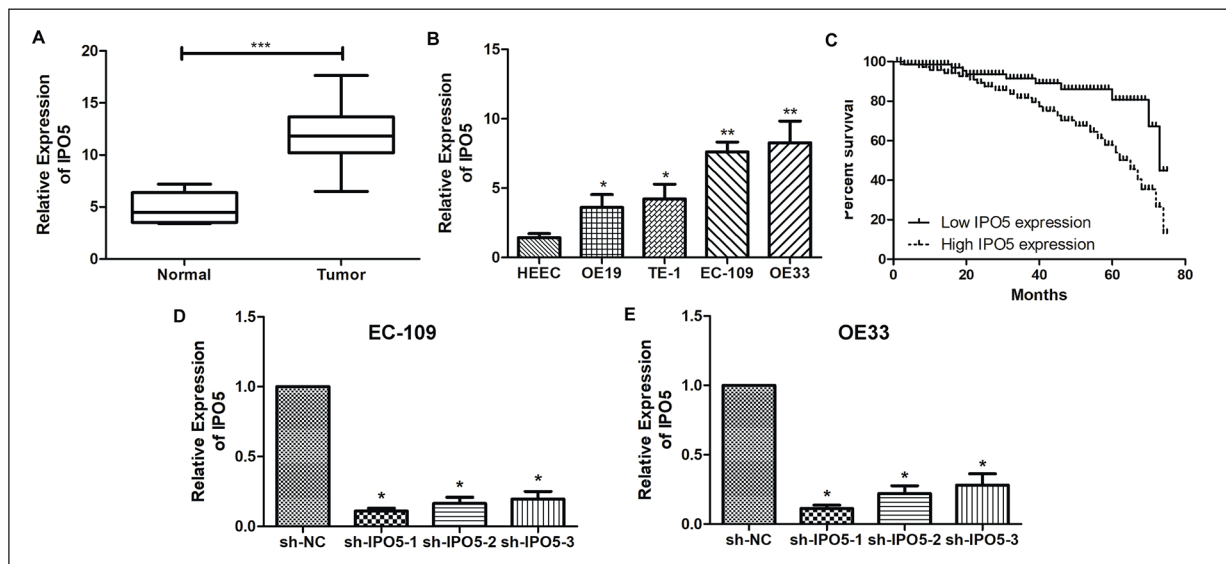 A
Relative Expression
of IPO5
20
15
10
5
0
***
Normal
Tumor
B
Relative Expression
of IPO5
15
10
5
0
*
*
**
**
HEEC
OE19
TE-1
EC-109
OE33
C
Percent survival
100
80
60
40
20
0
Low IPO5 expression
High IPO5 expression
0
20
40
60
80
Months
D
EC-109
Relative Expression
of IPO5
1.5
1.0
0.5
0.0
*
*
*
sh-NC
sh-IPO5-1
sh-IPO5-2
sh-IPO5-3
E
OE33
Relative Expression
of IPO5
1.5
1.0
0.5
0.0
*
*
*
sh-NC
sh-IPO5-1
sh-IPO5-2
sh-IPO5-3